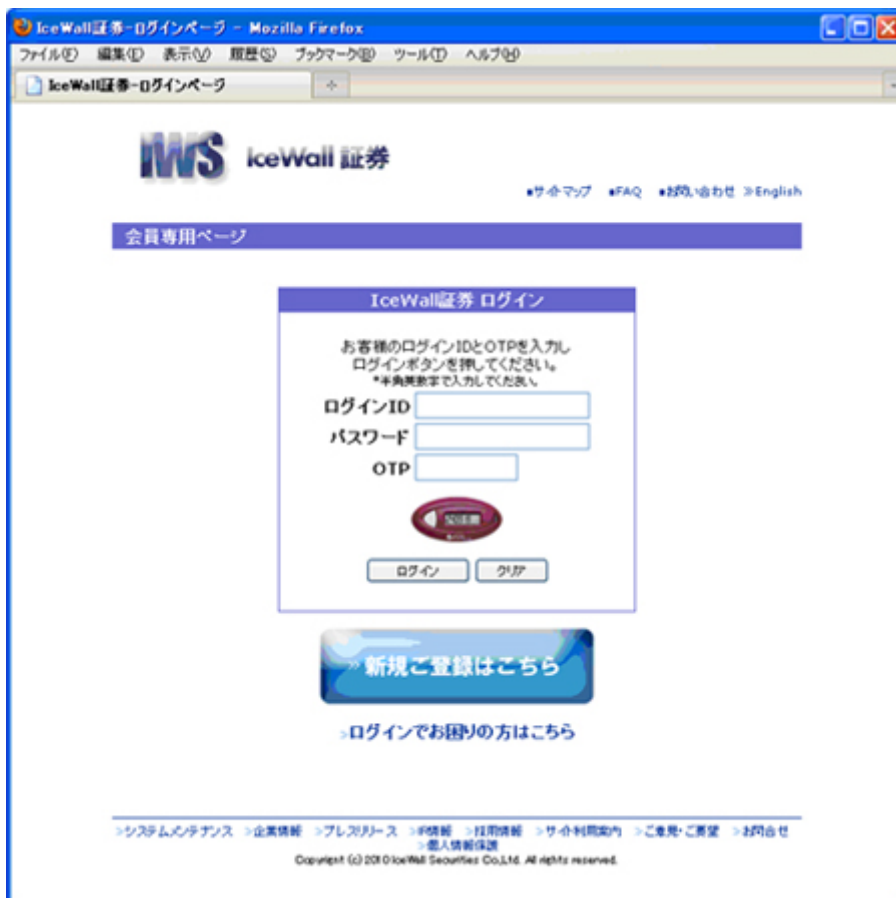 IceWall証券-ログインページ - Mozilla Firefox
ファイル(F) 編集(E) 表示(V) 履歴(S) ブックマーク(B) ツール(T) ヘルプ(H)
IceWall証券-ログインページ
IWS IceWall 証券
■サイトマップ ■FAQ ■お問い合わせ ≫English
会員専用ページ
IceWall証券 ログイン
お客様のログインIDとOTPを入力し
ログインボタンを押してください。
*半角英数字で入力してください。
ログインID
パスワード
OTP
ログイン クリア
» 新規ご登録はこちら
>ログインでお困りの方はこちら
>システムメンテナンス >企業情報 >プレスリリース >IR情報 >採用情報 >サイト利用案内 >ご意見・ご要望 >お問合せ
>個人情報保護
Copyright (c) 2010 IceWall Securities Co.,Ltd. All rights reserved.